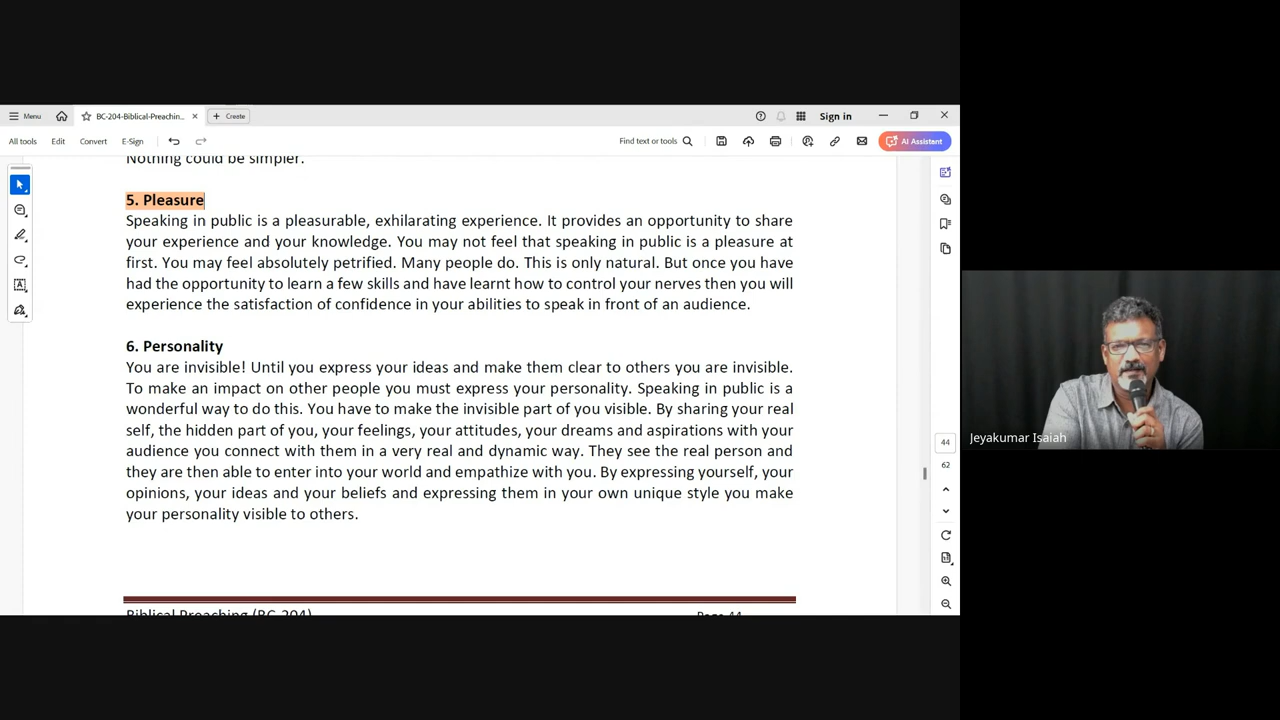 Menu
BC-204-Biblical-Preachin...
Create
Sign in
All tools
Edit
Convert
E-Sign
Find text or tools
AI Assistant
Nothing could be simpler.
5. Pleasure
Speaking in public is a pleasurable, exhilarating experience. It provides an opportunity to share
your experience and your knowledge. You may not feel that speaking in public is a pleasure at
first. You may feel absolutely petrified. Many people do. This is only natural. But once you have
had the opportunity to learn a few skills and have learnt how to control your nerves then you will
experience the satisfaction of confidence in your abilities to speak in front of an audience.
6. Personality
You are invisible! Until you express your ideas and make them clear to others you are invisible.
To make an impact on other people you must express your personality. Speaking in public is a
wonderful way to do this. You have to make the invisible part of you visible. By sharing your real
self, the hidden part of you, your feelings, your attitudes, your dreams and aspirations with your
audience you connect with them in a very real and dynamic way. They see the real person and
they are then able to enter into your world and empathize with you. By expressing yourself, your
opinions, your ideas and your beliefs and expressing them in your own unique style you make
your personality visible to others.
Biblical Preaching (BC-204)
Page 44
44
62
Jeyakumar Isaiah